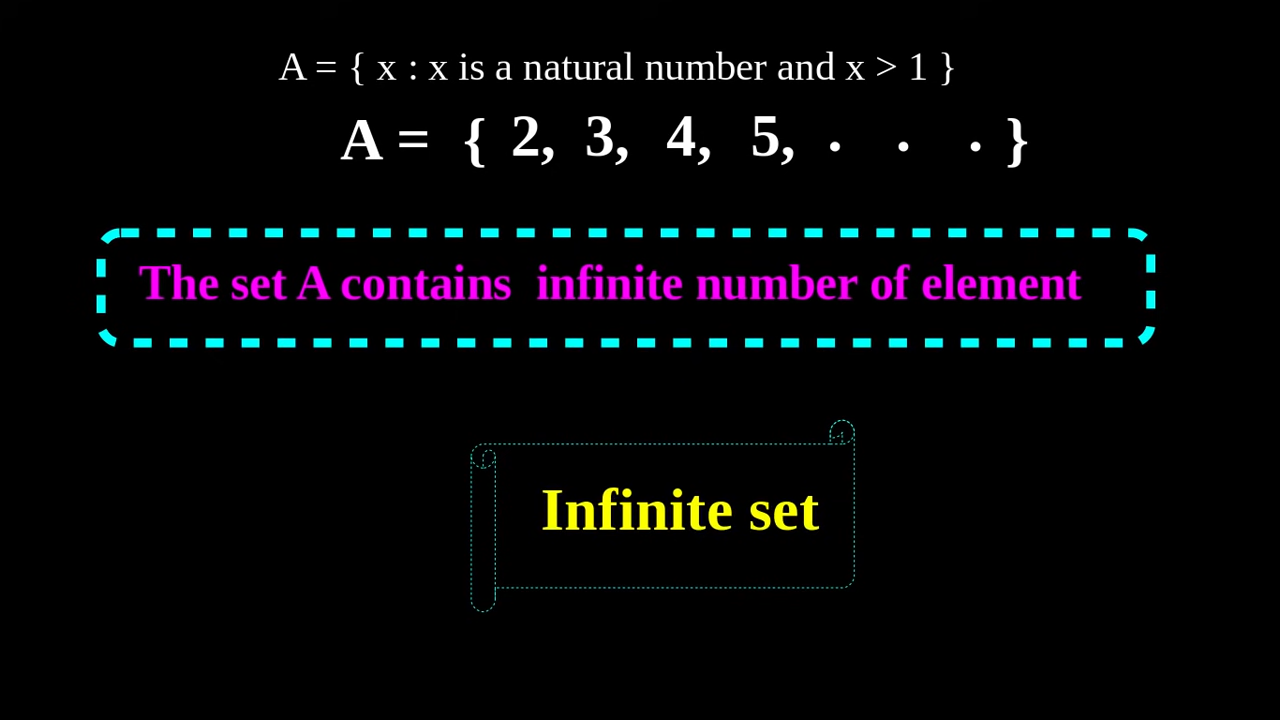 A = { x : x is a natural number and x > 1 }
A = { 2, 3, 4, 5, . . . }
The set A contains infinite number of element
Infinite set